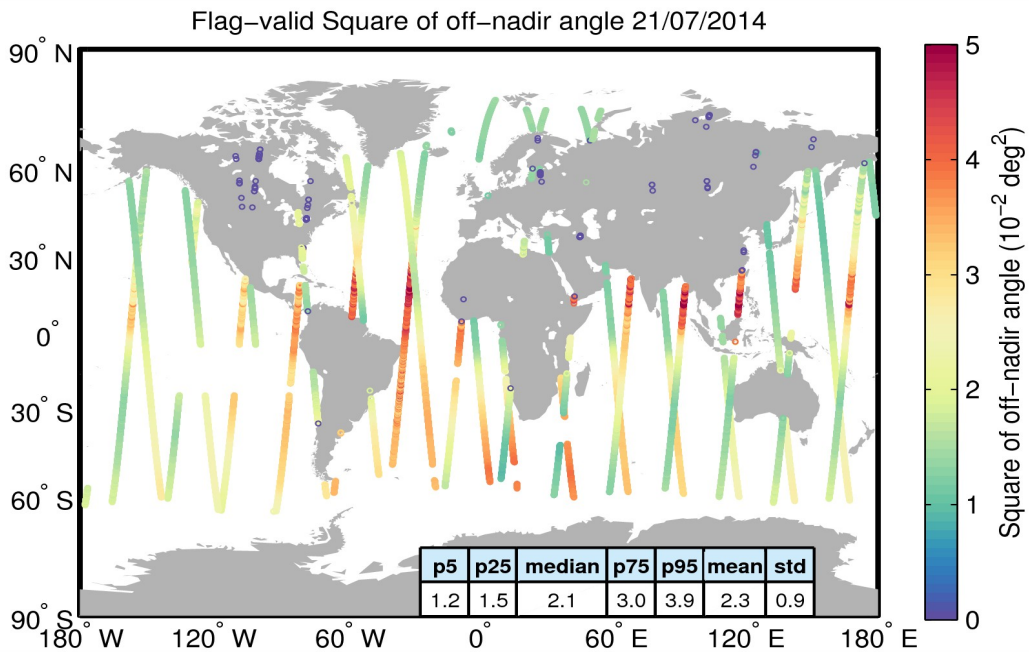 Flag−valid Square of off−nadir angle 21/07/2014
90° N
60° N
30° N
0°
30° S
60° S
90° S
180° W
120° W
60° W
0°
60° E
120° E
180° E
p5 p25 median p75 p95 mean std
1.2 1.5 2.1 3.0 3.9 2.3 0.9
5
4
3
2
1
0
Square of off−nadir angle (10⁻² deg²)